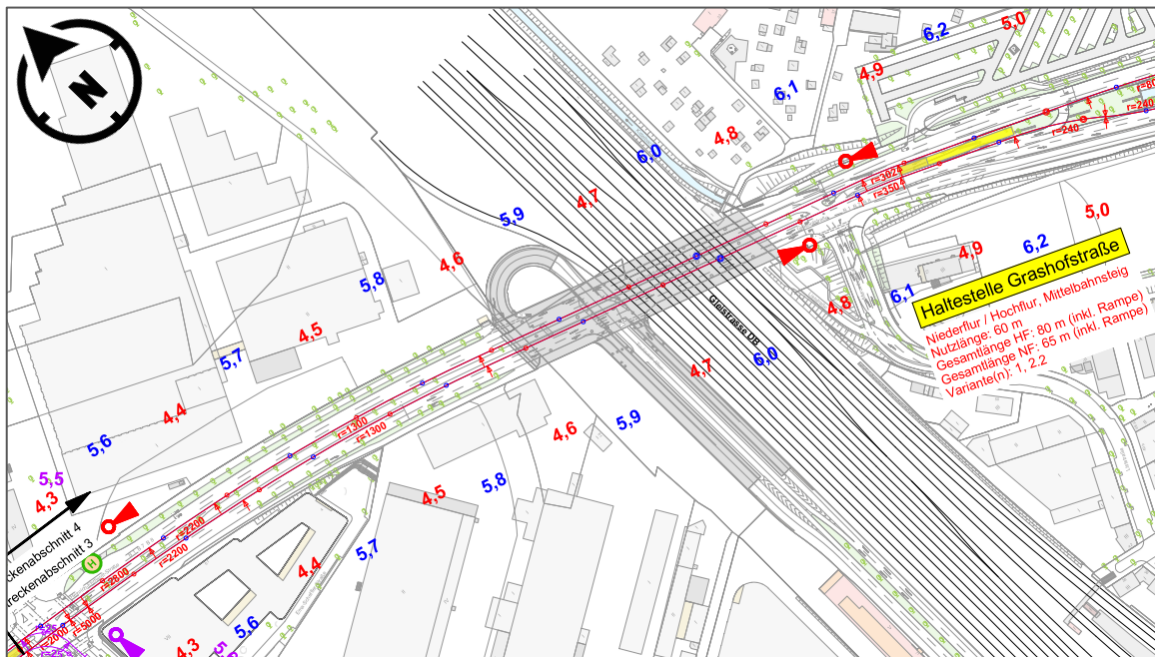 N
6,2
5,0
4,9
6,1
4,8
r=80
r=240
r=240
6,0
4,7
r=302
r=350
5,9
4,6
5,8
5,0
4,9
6,2
6,1
4,8
Haltestelle Grashofstraße
Niederflur / Hochflur, Mittelbahnsteig
Nutzlänge: 60 m
Gesamtlänge HF: 80 m (inkl. Rampe)
Gesamtlänge NF: 65 m (inkl. Rampe)
Variante(n): 1, 2.2
Gleistrasse DB
4,5
5,7
6,0
4,7
4,4
5,6
r=1300
r=1300
4,6
5,9
5,5
4,3
5,8
4,5
ckenabschnitt 4
reckenabschnitt 3
H
r=2200
r=2200
5,7
4,4
r=2800
r=5000
r=2000
5,6
4,3